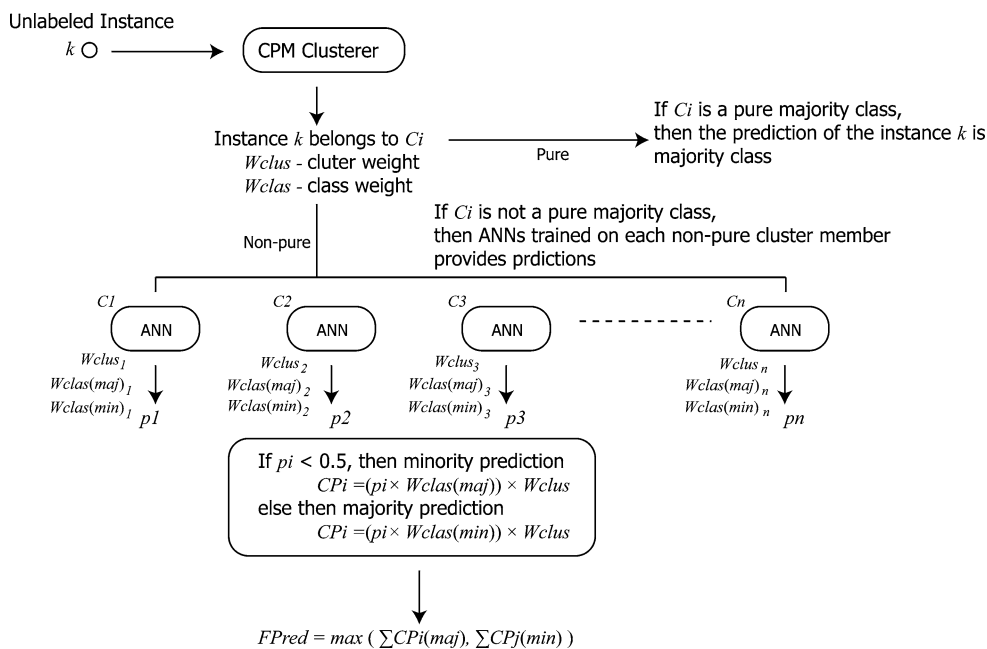 Unlabeled Instance
k
CPM Clusterer
Instance k belongs to Ci
Wclus - cluter weight
Wclas - class weight
Pure
If Ci is a pure majority class,
then the prediction of the instance k is
majority class
Non-pure
If Ci is not a pure majority class,
then ANNs trained on each non-pure cluster member
provides prdictions
C1
ANN
Wclus1
Wclas(maj)1
Wclas(min)1
p1
C2
ANN
Wclus2
Wclas(maj)2
Wclas(min)2
p2
C3
ANN
Wclus3
Wclas(maj)3
Wclas(min)3
p3
Cn
ANN
Wclus n
Wclas(maj)n
Wclas(min) n
pn
If pi < 0.5, then minority prediction
CPi =(pi× Wclas(maj)) × Wclus
else then majority prediction
CPi =(pi× Wclas(min)) × Wclus
FPred = max ( ∑CPi(maj), ∑CPj(min) )